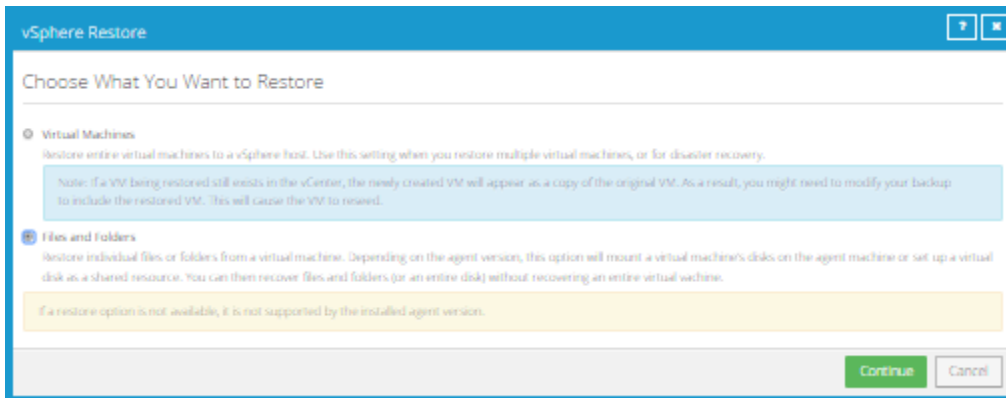 vSphere Restore
? ×
Choose What You Want to Restore
Virtual Machines
Restore entire virtual machines to a vSphere host. Use this setting when you restore multiple virtual machines, or for disaster recovery.
Note: If a VM being restored still exists in the vCenter, the newly created VM will appear as a copy of the original VM. As a result, you might need to modify your backup
to include the restored VM. This will cause the VM to reseed.
Files and Folders
Restore individual files or folders from a virtual machine. Depending on the agent version, this option will mount a virtual machine's disks on the agent machine or set up a virtual
disk as a shared resource. You can then recover files and folders (or an entire disk) without recovering an entire virtual vachine.
If a restore option is not available, it is not supported by the installed agent version.
Continue
Cancel